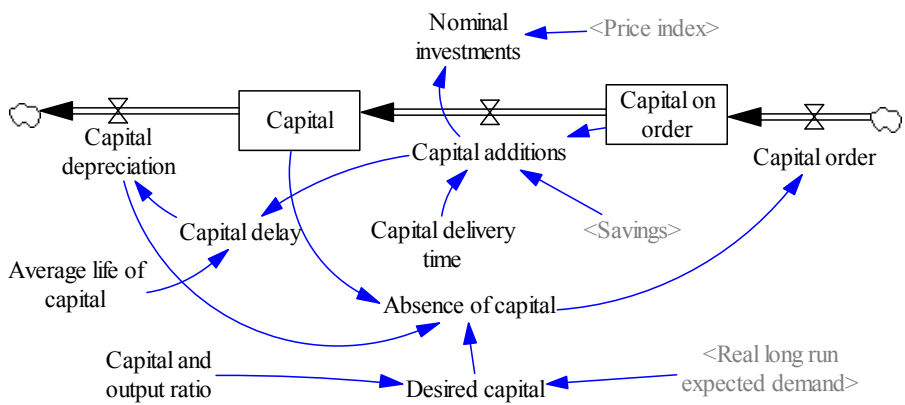 Nominal
investments
<Price index>
Capital
Capital on
order
Capital
depreciation
Capital additions
Capital order
Capital delay
Capital delivery
time
<Savings>
Average life of
capital
Absence of capital
Capital and
output ratio
Desired capital
<Real long run
expected demand>